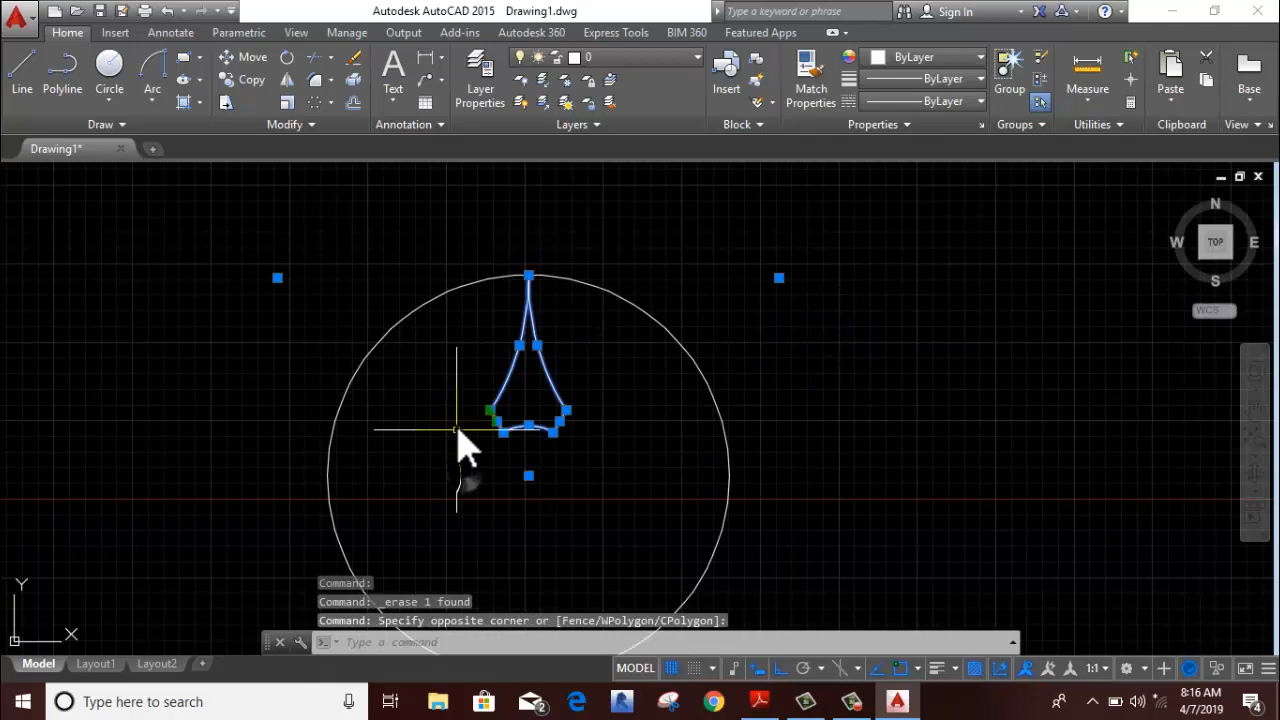 Autodesk AutoCAD 2015 Drawing1.dwg
Type a keyword or phrase
Sign In
Home Insert Annotate Parametric View Manage Output Add-ins Autodesk 360 Express Tools BIM 360 Featured Apps
Line Polyline Circle Arc
Move
Copy
Text
Layer Properties
0
Insert
Match Properties
ByLayer
ByLayer
ByLayer
Group
Measure
Paste
Base
Draw Modify Annotation Layers Block Properties Groups Utilities Clipboard View
Drawing1*
N
W TOP E
S
WCS
Y
X
Command:
Command: _erase 1 found
Command: Specify opposite corner or [Fence/WPolygon/CPolygon]:
Type a command
Model Layout1 Layout2
MODEL
1:1
Type here to search
2
8:16 AM
4/7/2019
4